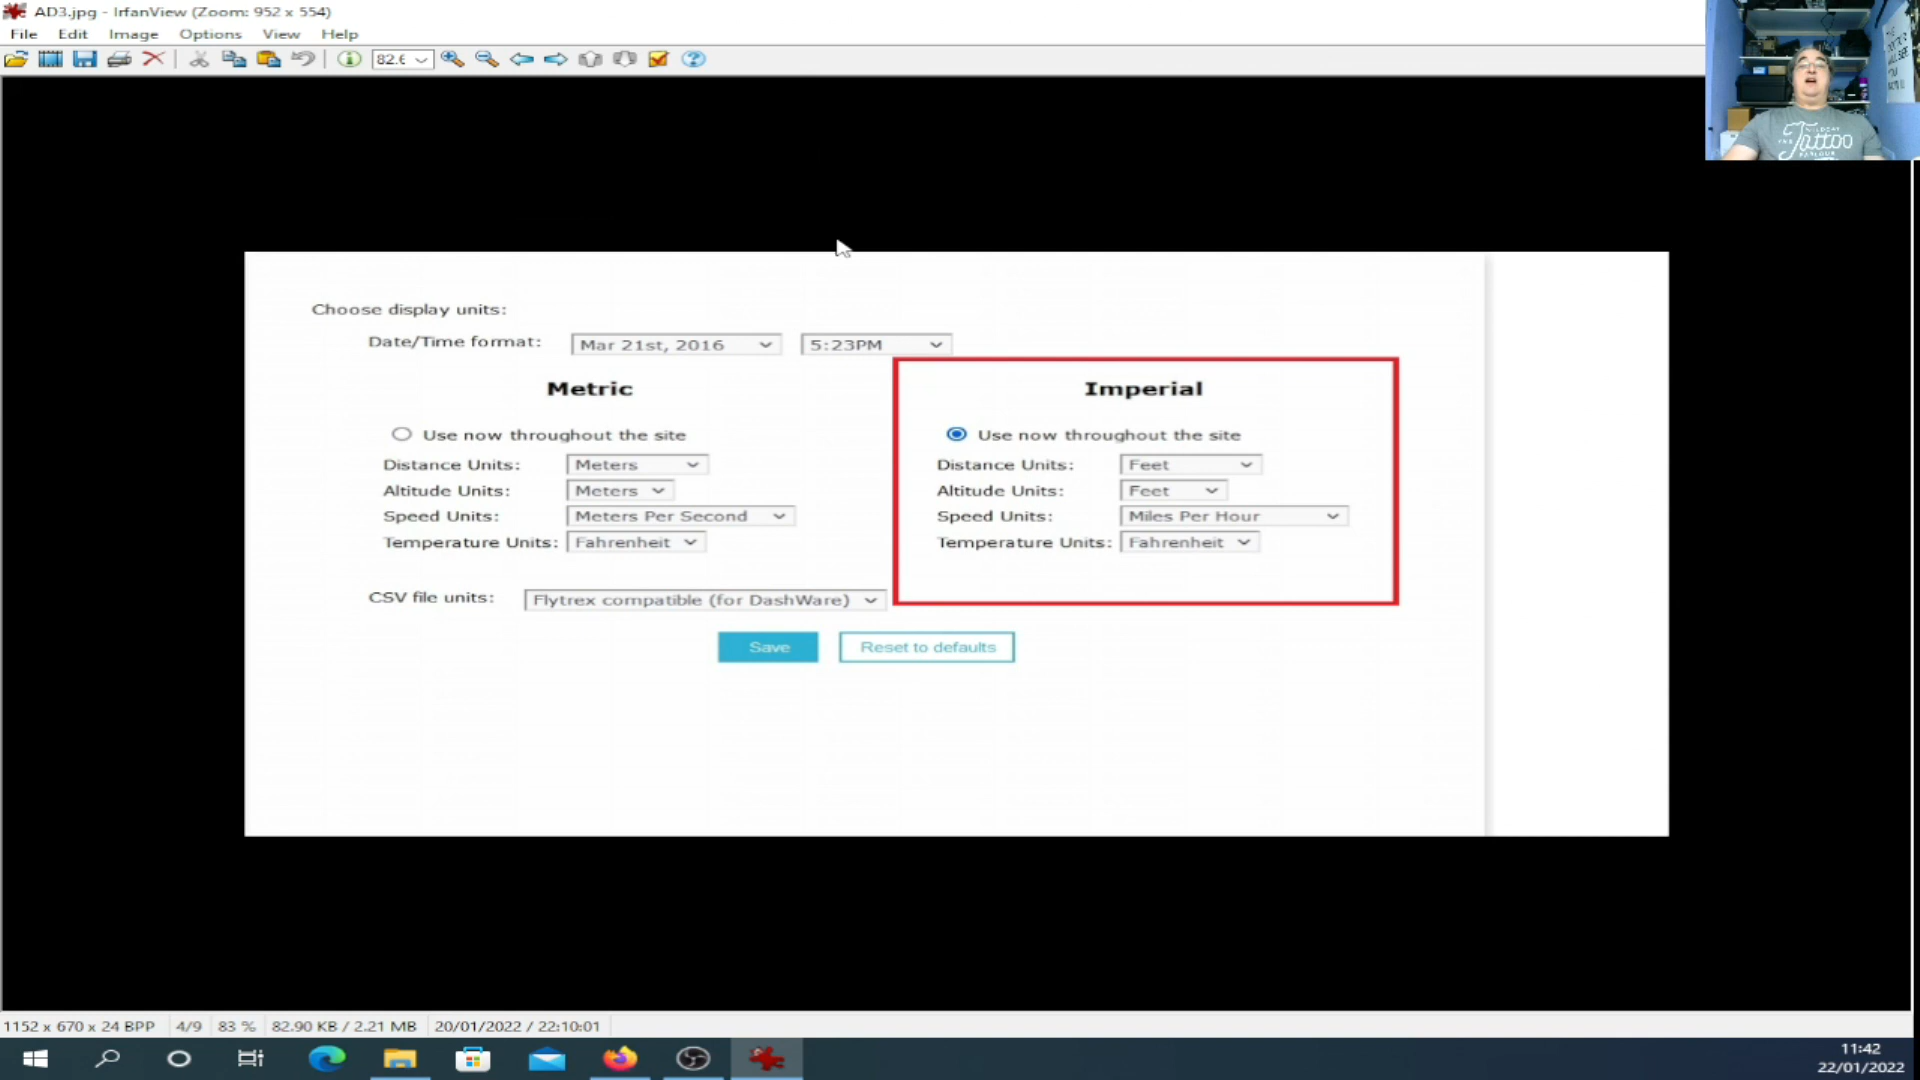 AD3.jpg - IrfanView (Zoom: 952 x 554)
File Edit Image Options View Help
82.6
Tattoo
Choose display units:
Date/Time format: Mar 21st, 2016 5:23PM
Metric Imperial
Use now throughout the site Use now throughout the site
Distance Units: Meters Distance Units: Feet
Altitude Units: Meters Altitude Units: Feet
Speed Units: Meters Per Second Speed Units: Miles Per Hour
Temperature Units: Fahrenheit Temperature Units: Fahrenheit
CSV file units: Flytrex compatible (for DashWare)
Save Reset to defaults
1152 x 670 x 24 BPP 4/9 83 % 82.90 KB / 2.21 MB 20/01/2022 / 22:10:01
11:42
22/01/2022